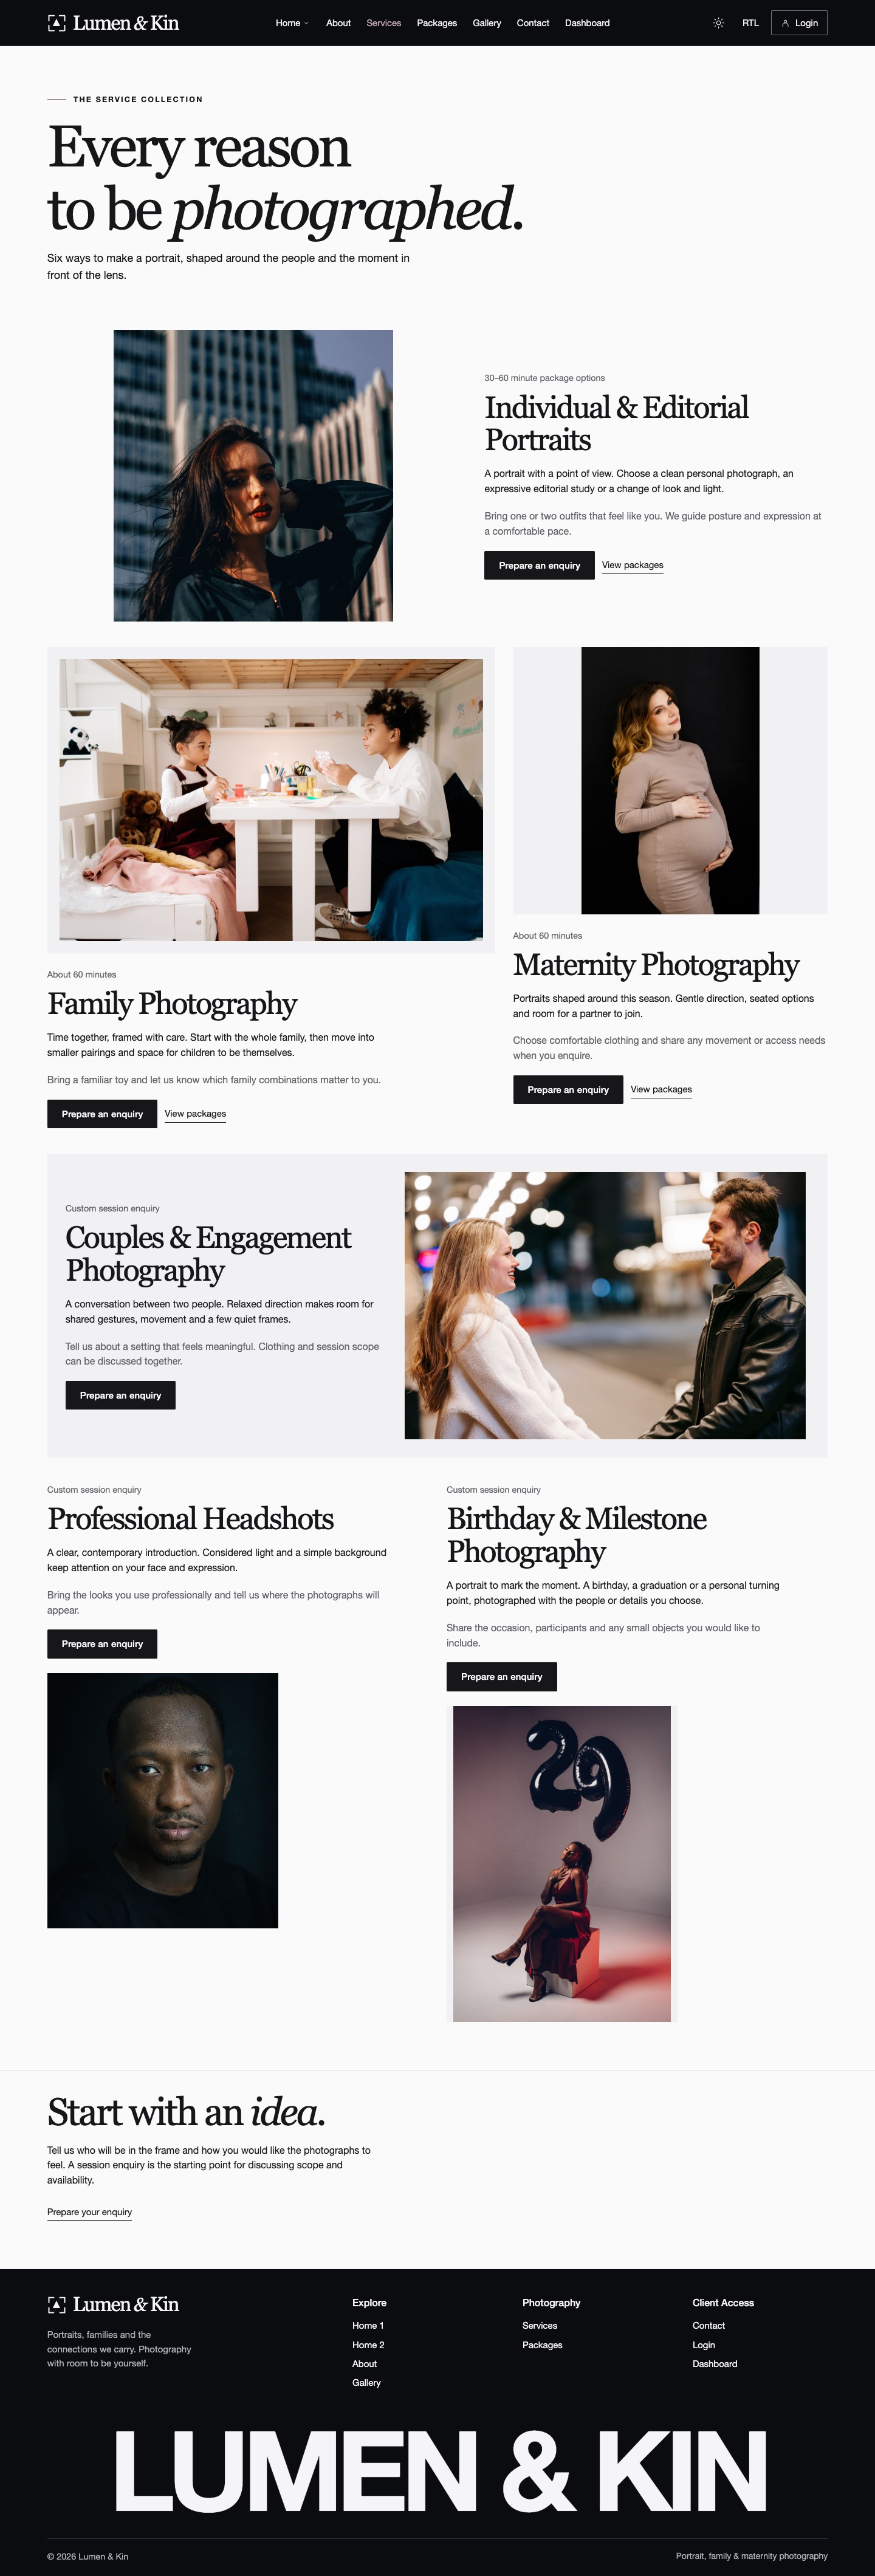 Lumen & Kin
Home
About
Services
Packages
Gallery
Contact
Dashboard
RTL
Login
THE SERVICE COLLECTION
Every reason
to be photographed.
Six ways to make a portrait, shaped around the people and the moment in
front of the lens.
30–60 minute package options
Individual & Editorial
Portraits
A portrait with a point of view. Choose a clean personal photograph, an
expressive editorial study or a change of look and light.
Bring one or two outfits that feel like you. We guide posture and expression at
a comfortable pace.
Prepare an enquiry
View packages
About 60 minutes
Family Photography
Time together, framed with care. Start with the whole family, then move into
smaller pairings and space for children to be themselves.
Bring a familiar toy and let us know which family combinations matter to you.
Prepare an enquiry
View packages
About 60 minutes
Maternity Photography
Portraits shaped around this season. Gentle direction, seated options
and room for a partner to join.
Choose comfortable clothing and share any movement or access needs
when you enquire.
Prepare an enquiry
View packages
Custom session enquiry
Couples & Engagement
Photography
A conversation between two people. Relaxed direction makes room for
shared gestures, movement and a few quiet frames.
Tell us about a setting that feels meaningful. Clothing and session scope
can be discussed together.
Prepare an enquiry
Custom session enquiry
Professional Headshots
A clear, contemporary introduction. Considered light and a simple background
keep attention on your face and expression.
Bring the looks you use professionally and tell us where the photographs will
appear.
Prepare an enquiry
Custom session enquiry
Birthday & Milestone
Photography
A portrait to mark the moment. A birthday, a graduation or a personal turning
point, photographed with the people or details you choose.
Share the occasion, participants and any small objects you would like to
include.
Prepare an enquiry
29
Start with an idea.
Tell us who will be in the frame and how you would like the photographs to
feel. A session enquiry is the starting point for discussing scope and
availability.
Prepare your enquiry
Lumen & Kin
Portraits, families and the
connections we carry. Photography
with room to be yourself.
Explore
Home 1
Home 2
About
Gallery
Photography
Services
Packages
Client Access
Contact
Login
Dashboard
LUMEN & KIN
© 2026 Lumen & Kin
Portrait, family & maternity photography